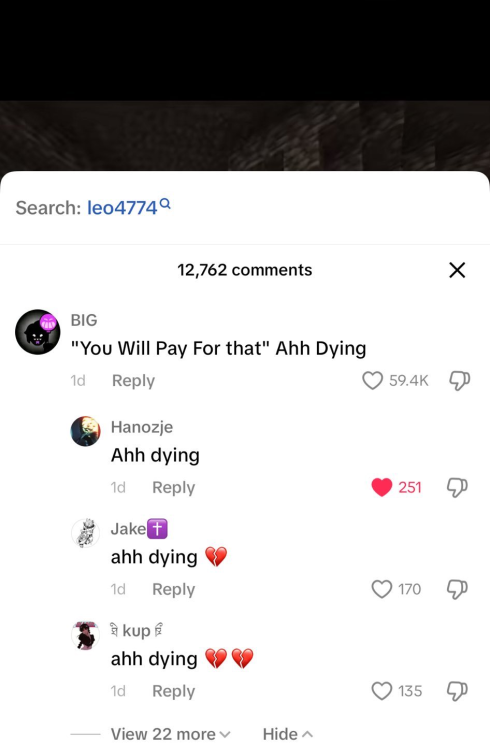 Search: leo4774
12,762 comments
BIG
"You Will Pay For that" Ahh Dying
1d Reply 59.4K
Hanozje
Ahh dying
1d Reply 251
Jake✝️
ahh dying 💔
1d Reply 170
kup
ahh dying 💔💔
1d Reply 135
View 22 more Hide